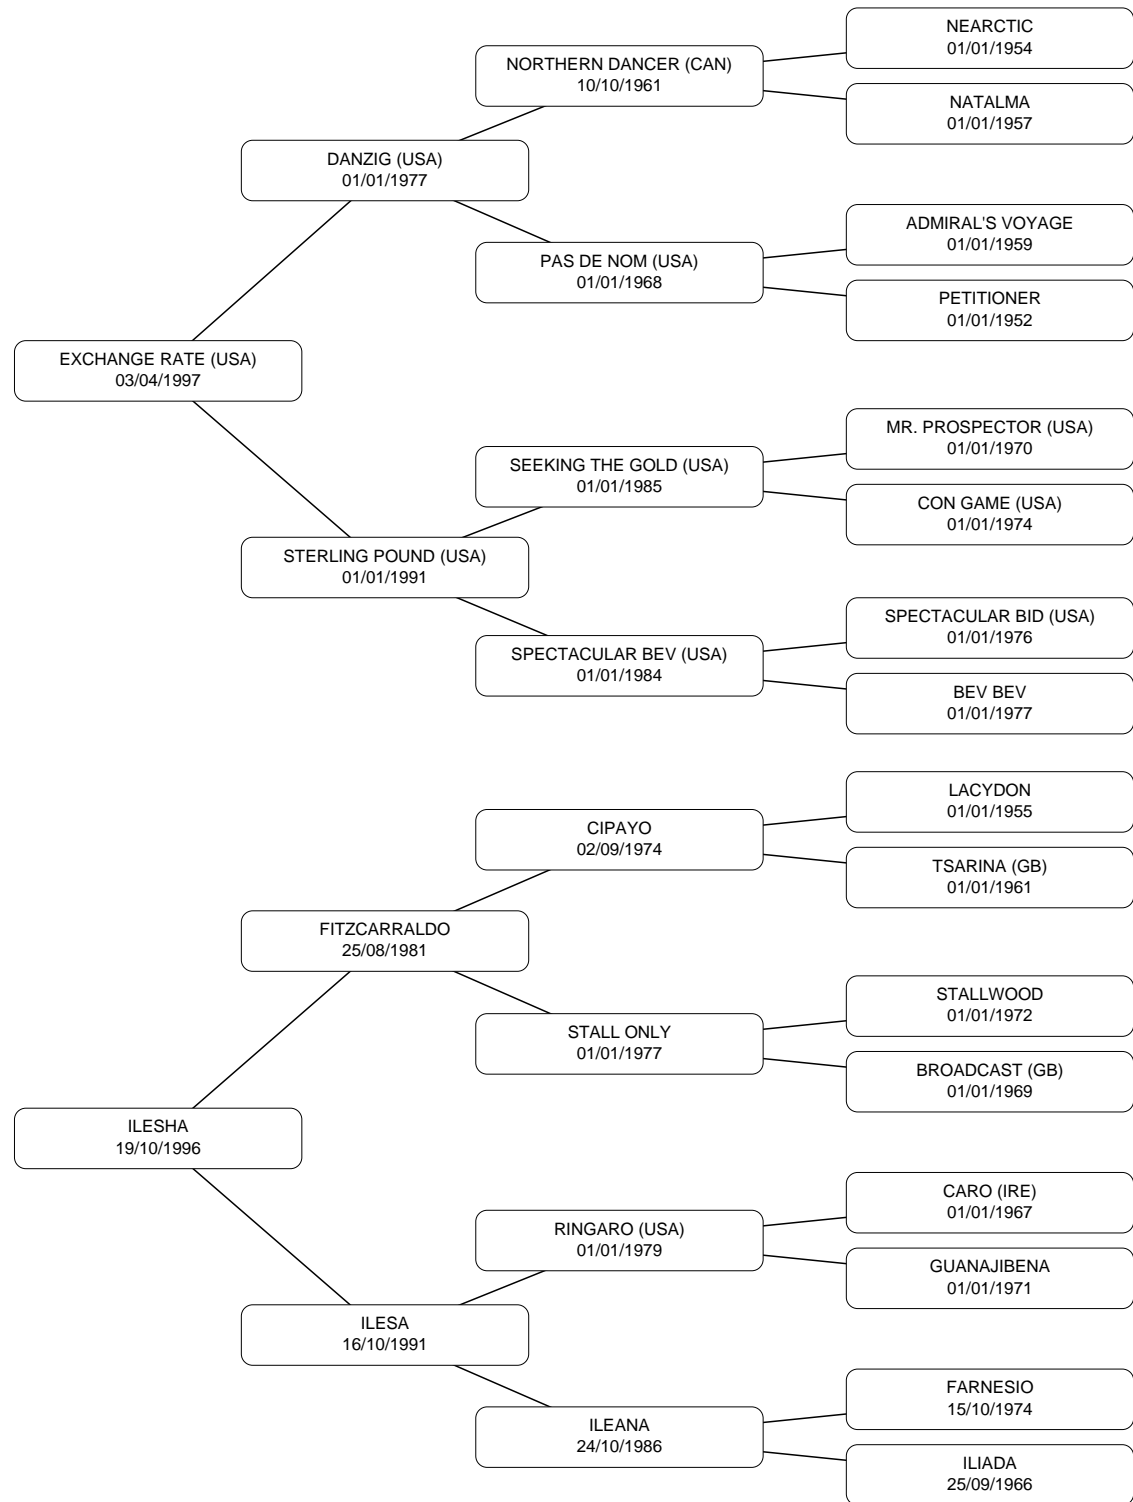 NEARCTIC
01/01/1954
NORTHERN DANCER (CAN)
10/10/1961
NATALMA
01/01/1957
DANZIG (USA)
01/01/1977
ADMIRAL'S VOYAGE
01/01/1959
PAS DE NOM (USA)
01/01/1968
PETITIONER
01/01/1952
EXCHANGE RATE (USA)
03/04/1997
MR. PROSPECTOR (USA)
01/01/1970
SEEKING THE GOLD (USA)
01/01/1985
CON GAME (USA)
01/01/1974
STERLING POUND (USA)
01/01/1991
SPECTACULAR BID (USA)
01/01/1976
SPECTACULAR BEV (USA)
01/01/1984
BEV BEV
01/01/1977
LACYDON
01/01/1955
CIPAYO
02/09/1974
TSARINA (GB)
01/01/1961
FITZCARRALDO
25/08/1981
STALLWOOD
01/01/1972
STALL ONLY
01/01/1977
BROADCAST (GB)
01/01/1969
ILESHA
19/10/1996
CARO (IRE)
01/01/1967
RINGARO (USA)
01/01/1979
GUANAJIBENA
01/01/1971
ILESA
16/10/1991
FARNESIO
15/10/1974
ILEANA
24/10/1986
ILIADA
25/09/1966